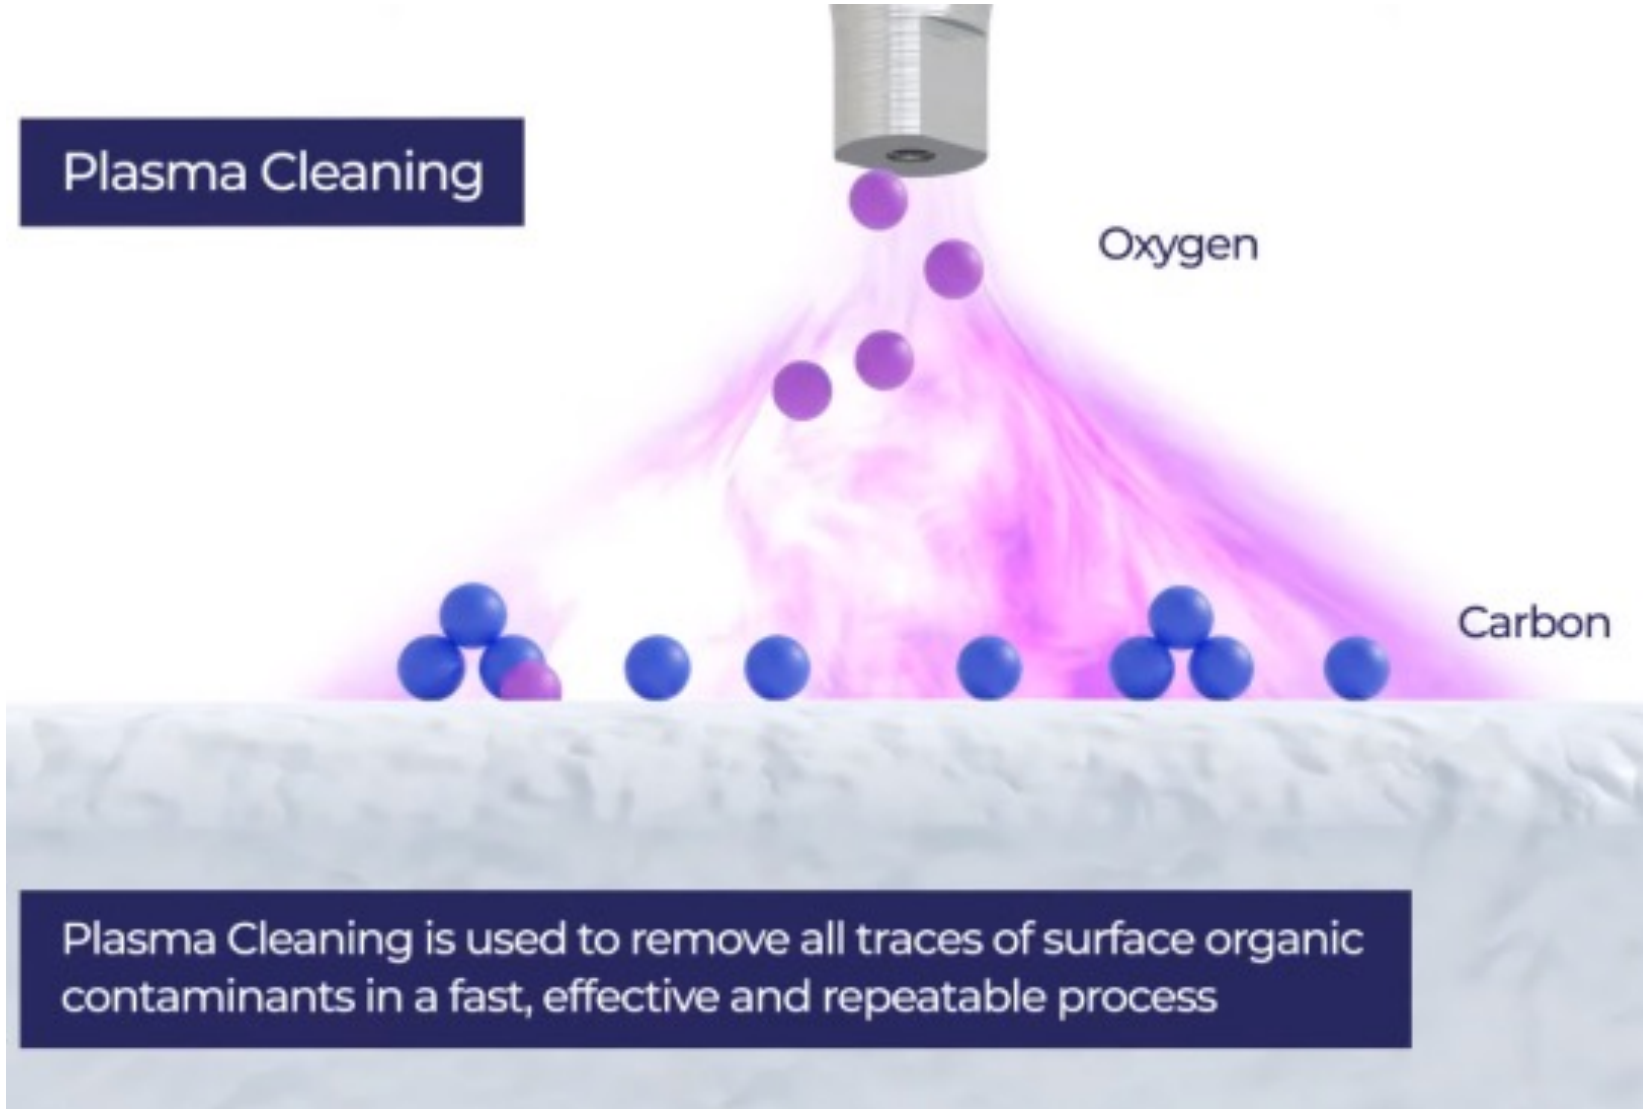 Plasma Cleaning
Oxygen
Carbon
Plasma Cleaning is used to remove all traces of surface organic
contaminants in a fast, effective and repeatable process